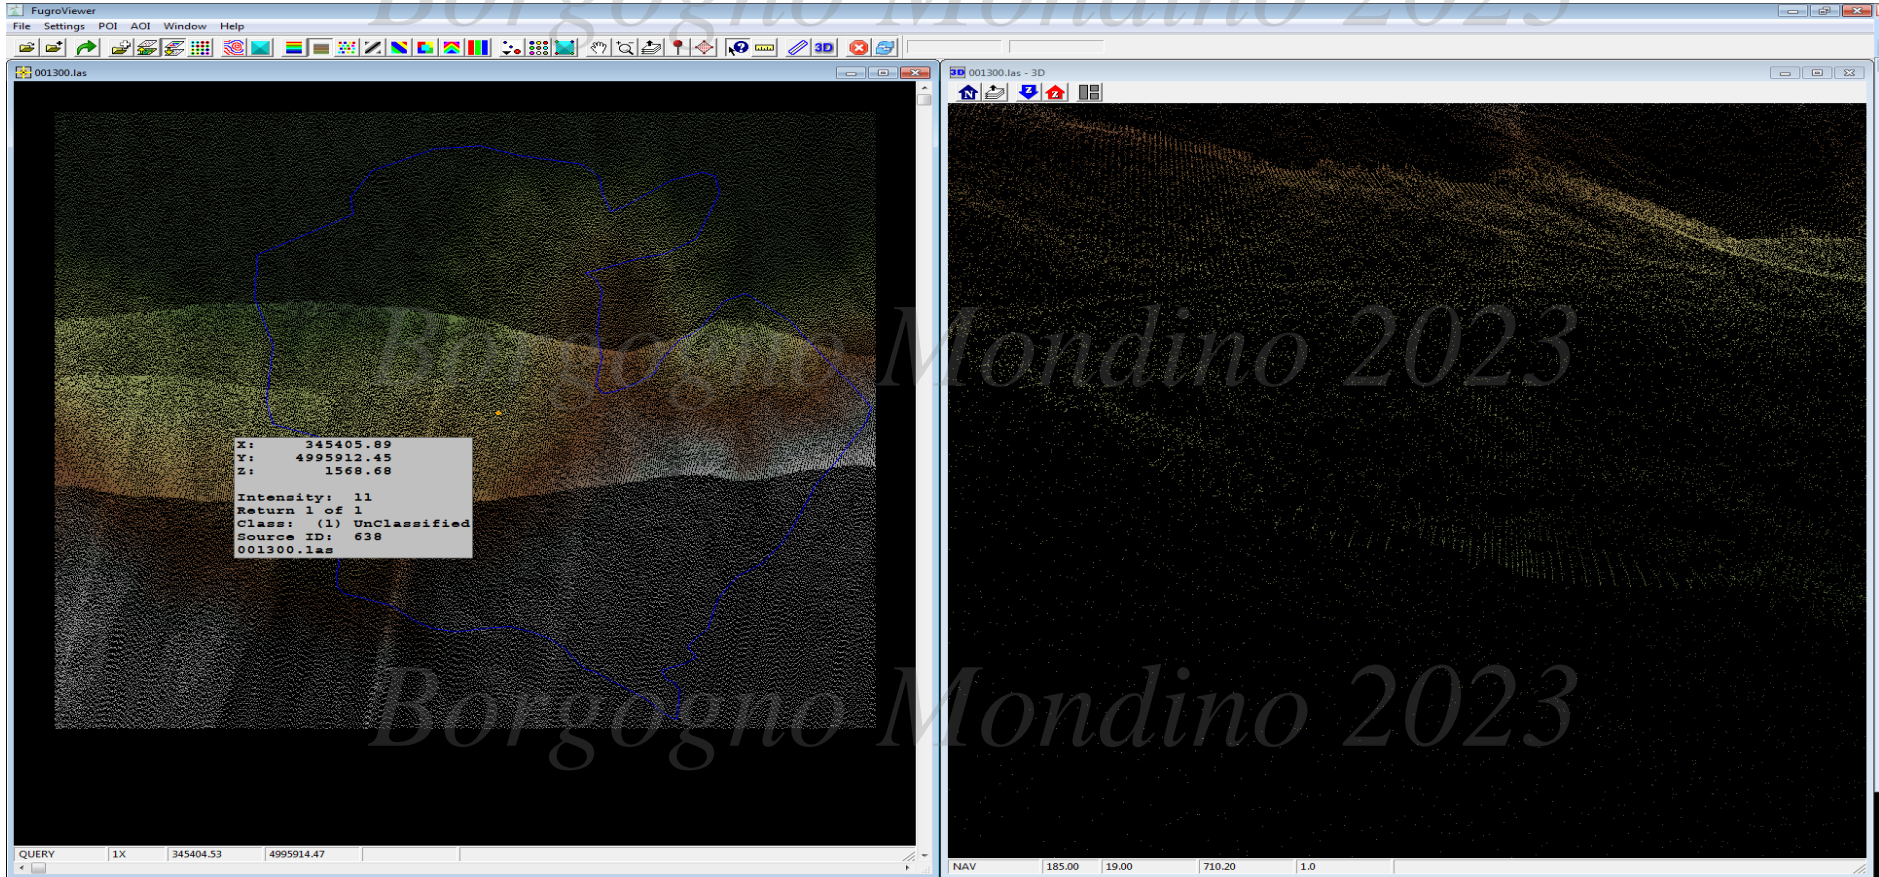 FugroViewer
File Settings POI AOI Window Help
Borgogno Mondino 2023
3D
001300.las
3D 001300.las - 3D
N Z Z
Borgogno Mondino 2023
X: 345405.89
Y: 4995912.45
Z: 1568.68
Intensity: 11
Return 1 of 1
Class: (1) UnClassified
Source ID: 638
001300.las
Borgogno Mondino 2023
QUERY 1X 345404.53 4995914.47
NAV 185.00 19.00 710.20 1.0